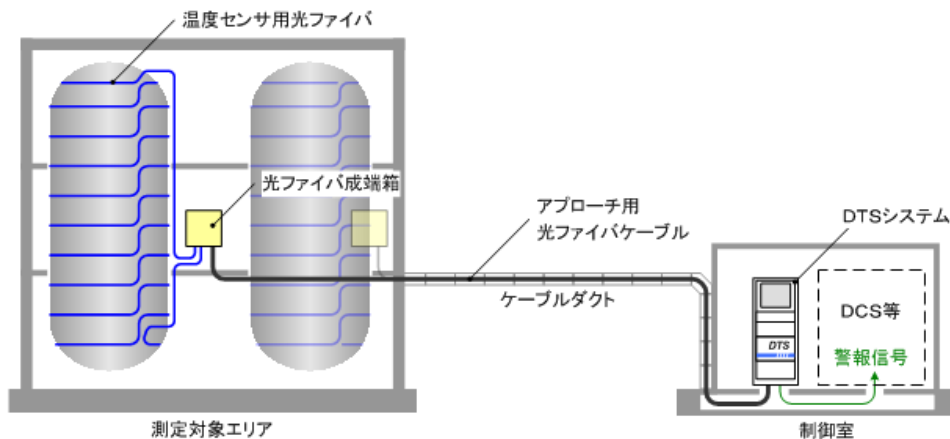 温度センサ用光ファイバ
光ファイバ成端箱
アプローチ用
光ファイバケーブル
DTSシステム
ケーブルダクト
DCS等
DTS
警報信号
測定対象エリア
制御室